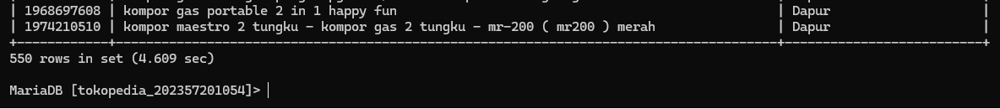 | 1968697608 | kompor gas portable 2 in 1 happy fun | Dapur |
| 1974210510 | kompor maestro 2 tungku - kompor gas 2 tungku - mr-200 ( mr200 ) merah | Dapur |
550 rows in set (4.609 sec)
MariaDB [tokopedia_202357201054]>